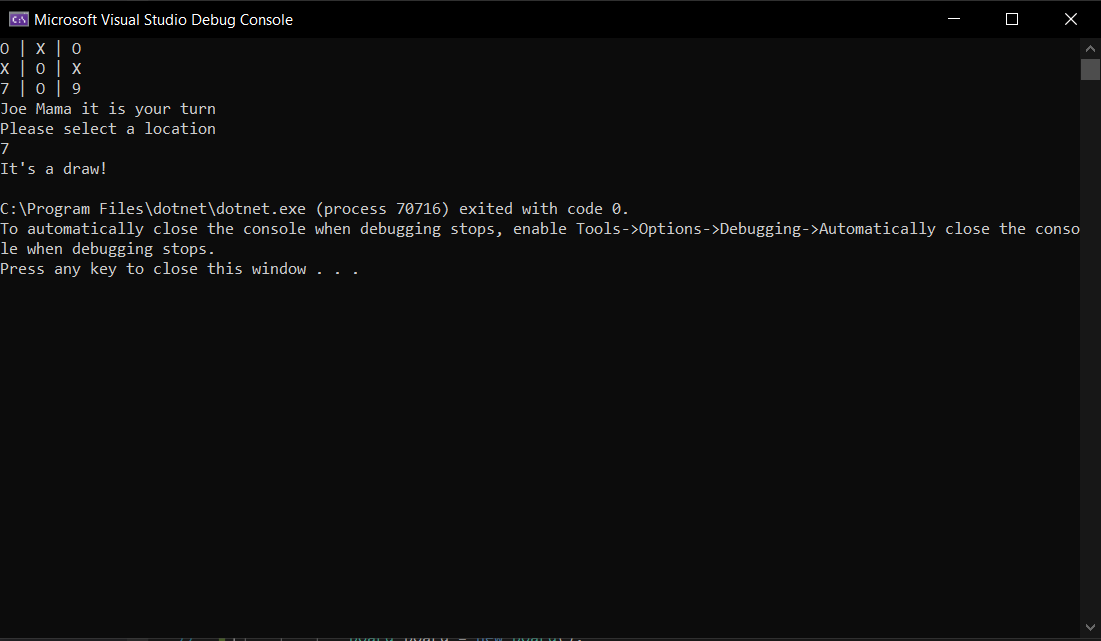 Microsoft Visual Studio Debug Console
O | X | O
X | O | X
7 | O | 9
Joe Mama it is your turn
Please select a location
7
It's a draw!
C:\Program Files\dotnet\dotnet.exe (process 70716) exited with code 0.
To automatically close the console when debugging stops, enable Tools->Options->Debugging->Automatically close the conso
le when debugging stops.
Press any key to close this window . . .